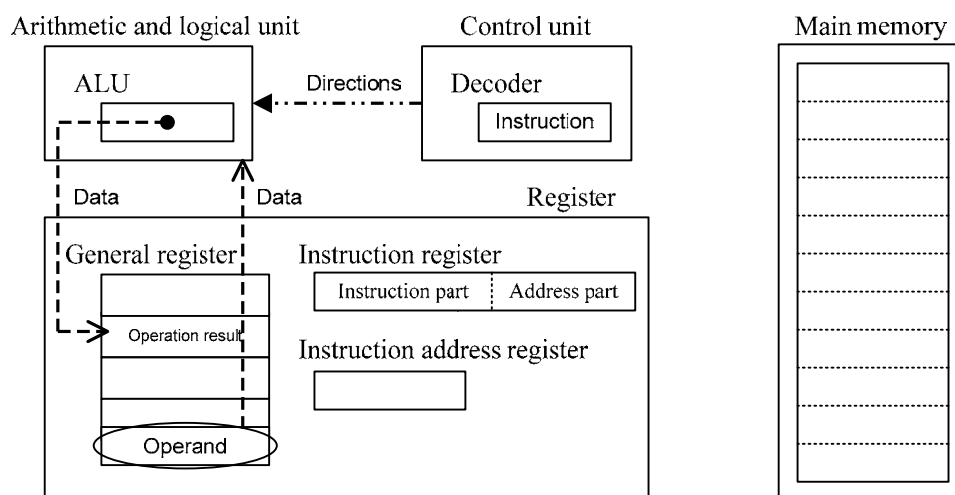 Arithmetic and logical unit
Control unit
Main memory
ALU
Directions
Decoder
Instruction
Data
Data
Register
General register
Instruction register
Instruction part
Address part
Operation result
Instruction address register
Operand